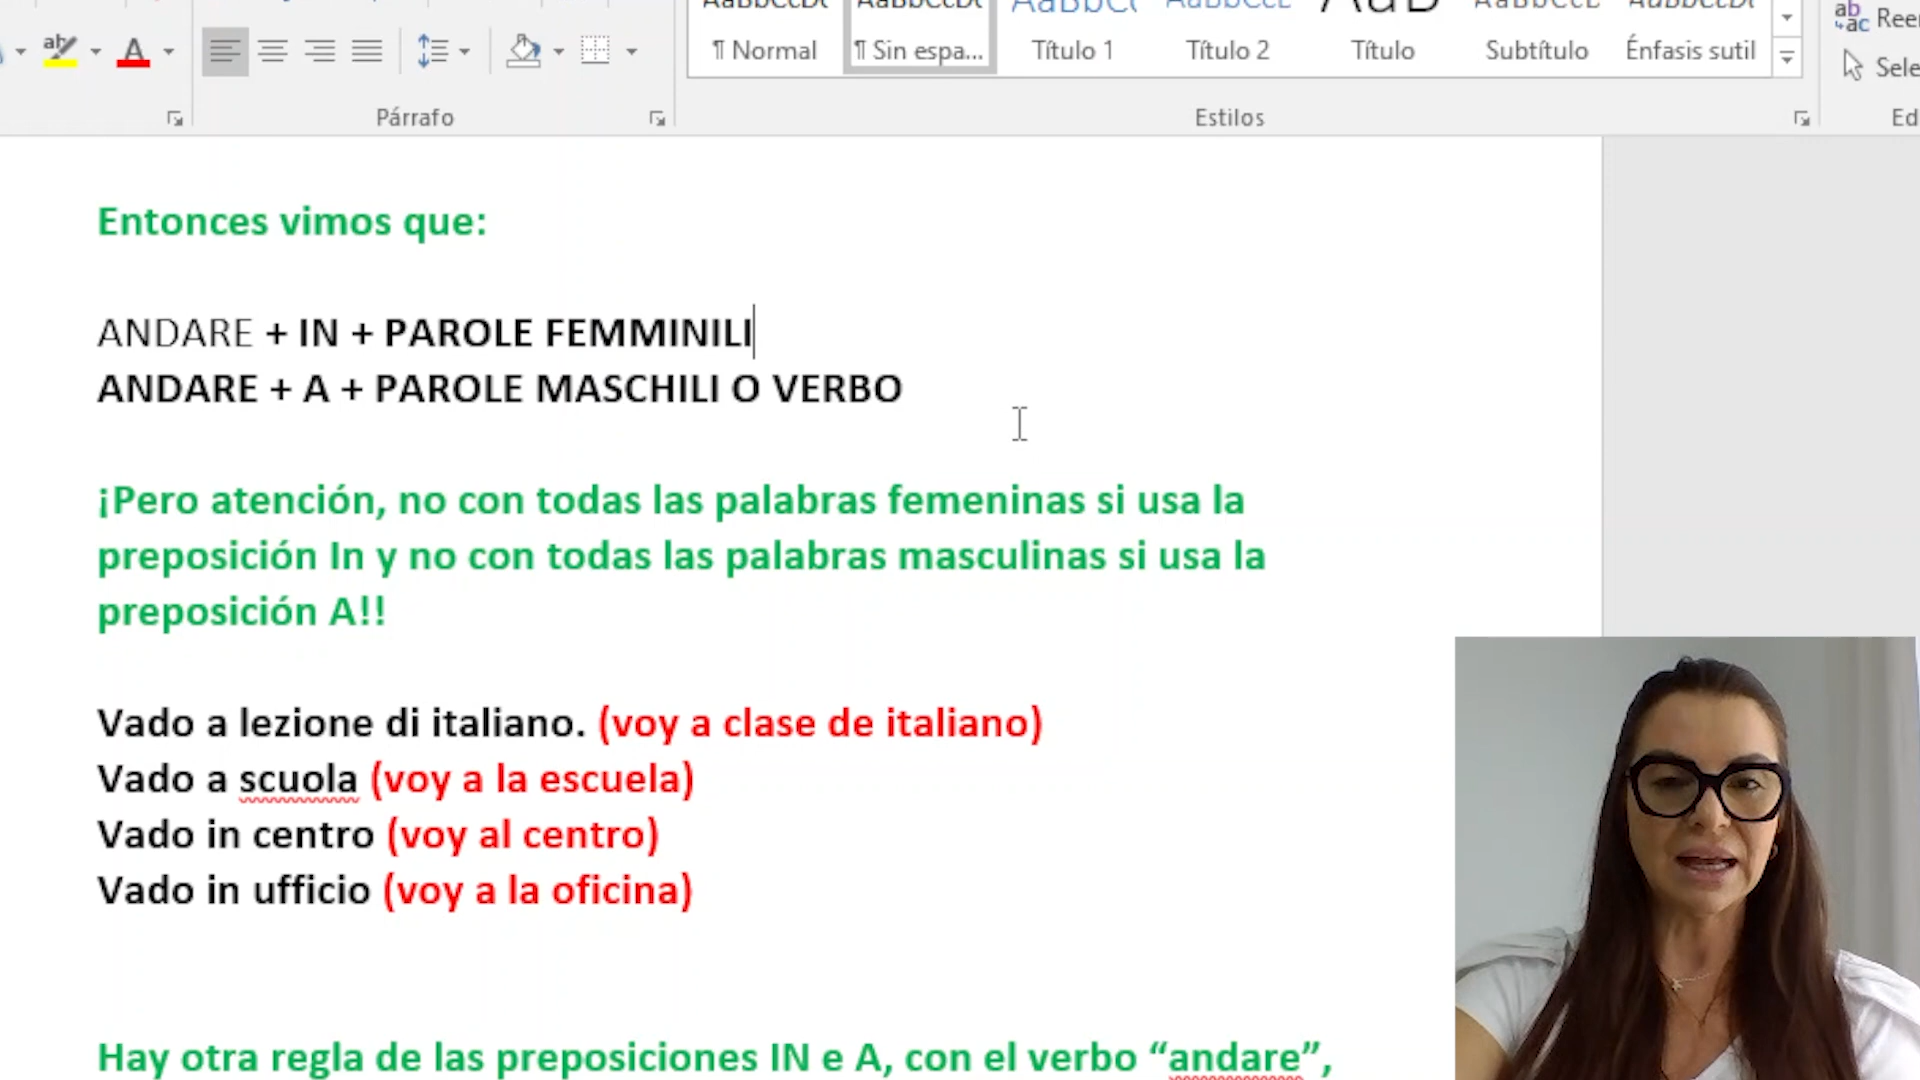 ¶ Normal
¶ Sin espa...
Título 1
Título 2
Título
Subtítulo
Énfasis sutil
Párrafo
Estilos
Entonces vimos que:
ANDARE + IN + PAROLE FEMMINILI
ANDARE + A + PAROLE MASCHILI O VERBO
¡Pero atención, no con todas las palabras femeninas si usa la
preposición In y no con todas las palabras masculinas si usa la
preposición A!!
Vado a lezione di italiano. (voy a clase de italiano)
Vado a scuola (voy a la escuela)
Vado in centro (voy al centro)
Vado in ufficio (voy a la oficina)
Hay otra regla de las preposiciones IN e A, con el verbo “andare”,